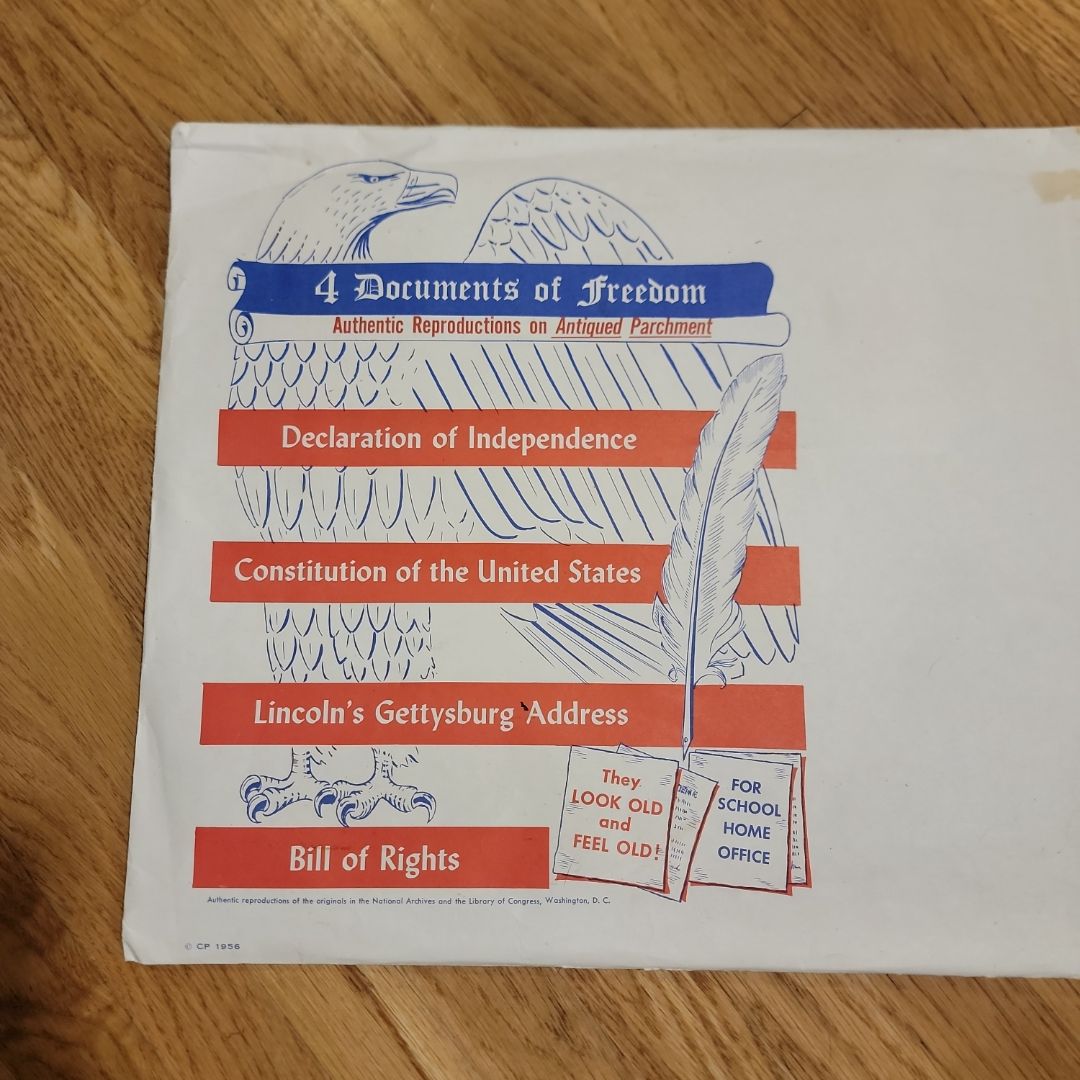 4 Documents of Freedom
Authentic Reproductions on Antiqued Parchment
Declaration of Independence
Constitution of the United States
Lincoln's Gettysburg Address
They
LOOK OLD
and
FEEL OLD!
FOR
SCHOOL
HOME
OFFICE
Bill of Rights
Authentic reproductions of the originals in the National Archives and the Library of Congress, Washington, D. C.
© CP 1956